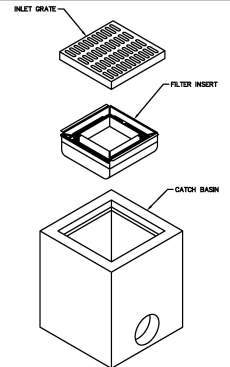 INLET GRATE
FILTER INSERT
CATCH BASIN